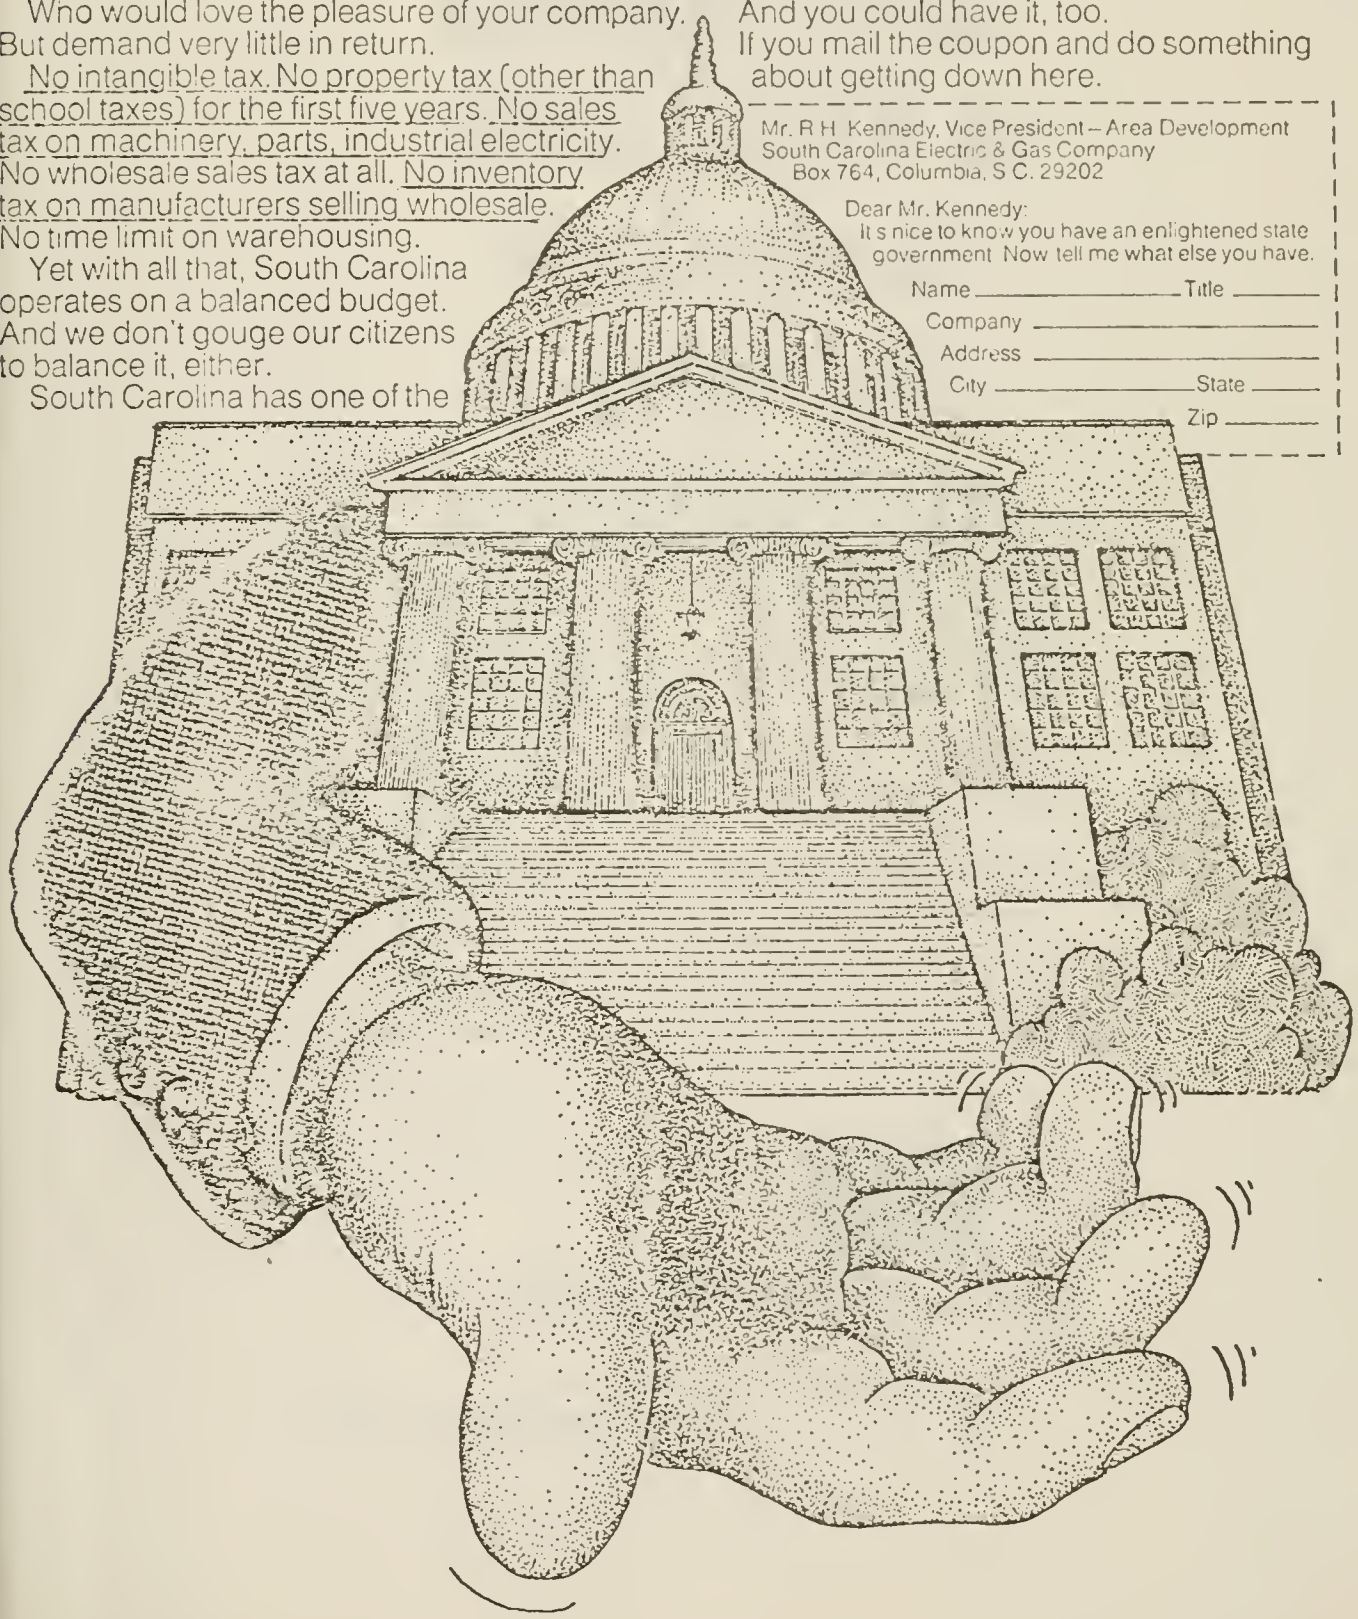 Who would love the pleasure of your company.
But demand very little in return.
No intangible tax. No property tax (other than
school taxes) for the first five years. No sales
tax on machinery, parts, industrial electricity.
No wholesale sales tax at all. No inventory
tax on manufacturers selling wholesale.
No time limit on warehousing.
Yet with all that, South Carolina
operates on a balanced budget.
And we don't gouge our citizens
to balance it, either.
South Carolina has one of the
And you could have it, too.
If you mail the coupon and do something
about getting down here.
Mr. R H Kennedy, Vice President – Area Development
South Carolina Electric & Gas Company
Box 764, Columbia, S C. 29202
Dear Mr. Kennedy:
It s nice to know you have an enlightened state
government Now tell me what else you have.
Name Title
Company
Address
City State
Zip